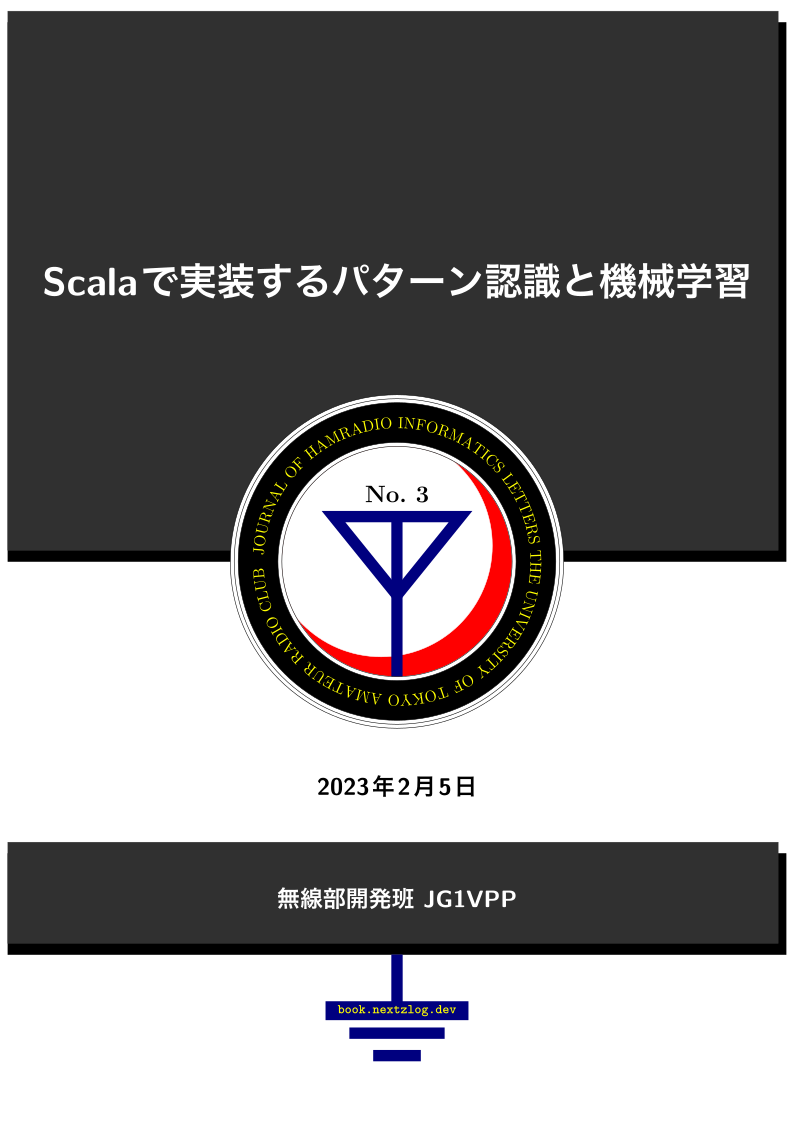 Scalaで実装するパターン認識と機械学習
JOURNAL OF HAMRADIO INFORMATICS LETTERS THE UNIVERSITY OF TOKYO AMATEUR RADIO CLUB
No. 3
2023年2月5日
無線部開発班 JG1VPP
book.nextzlog.dev